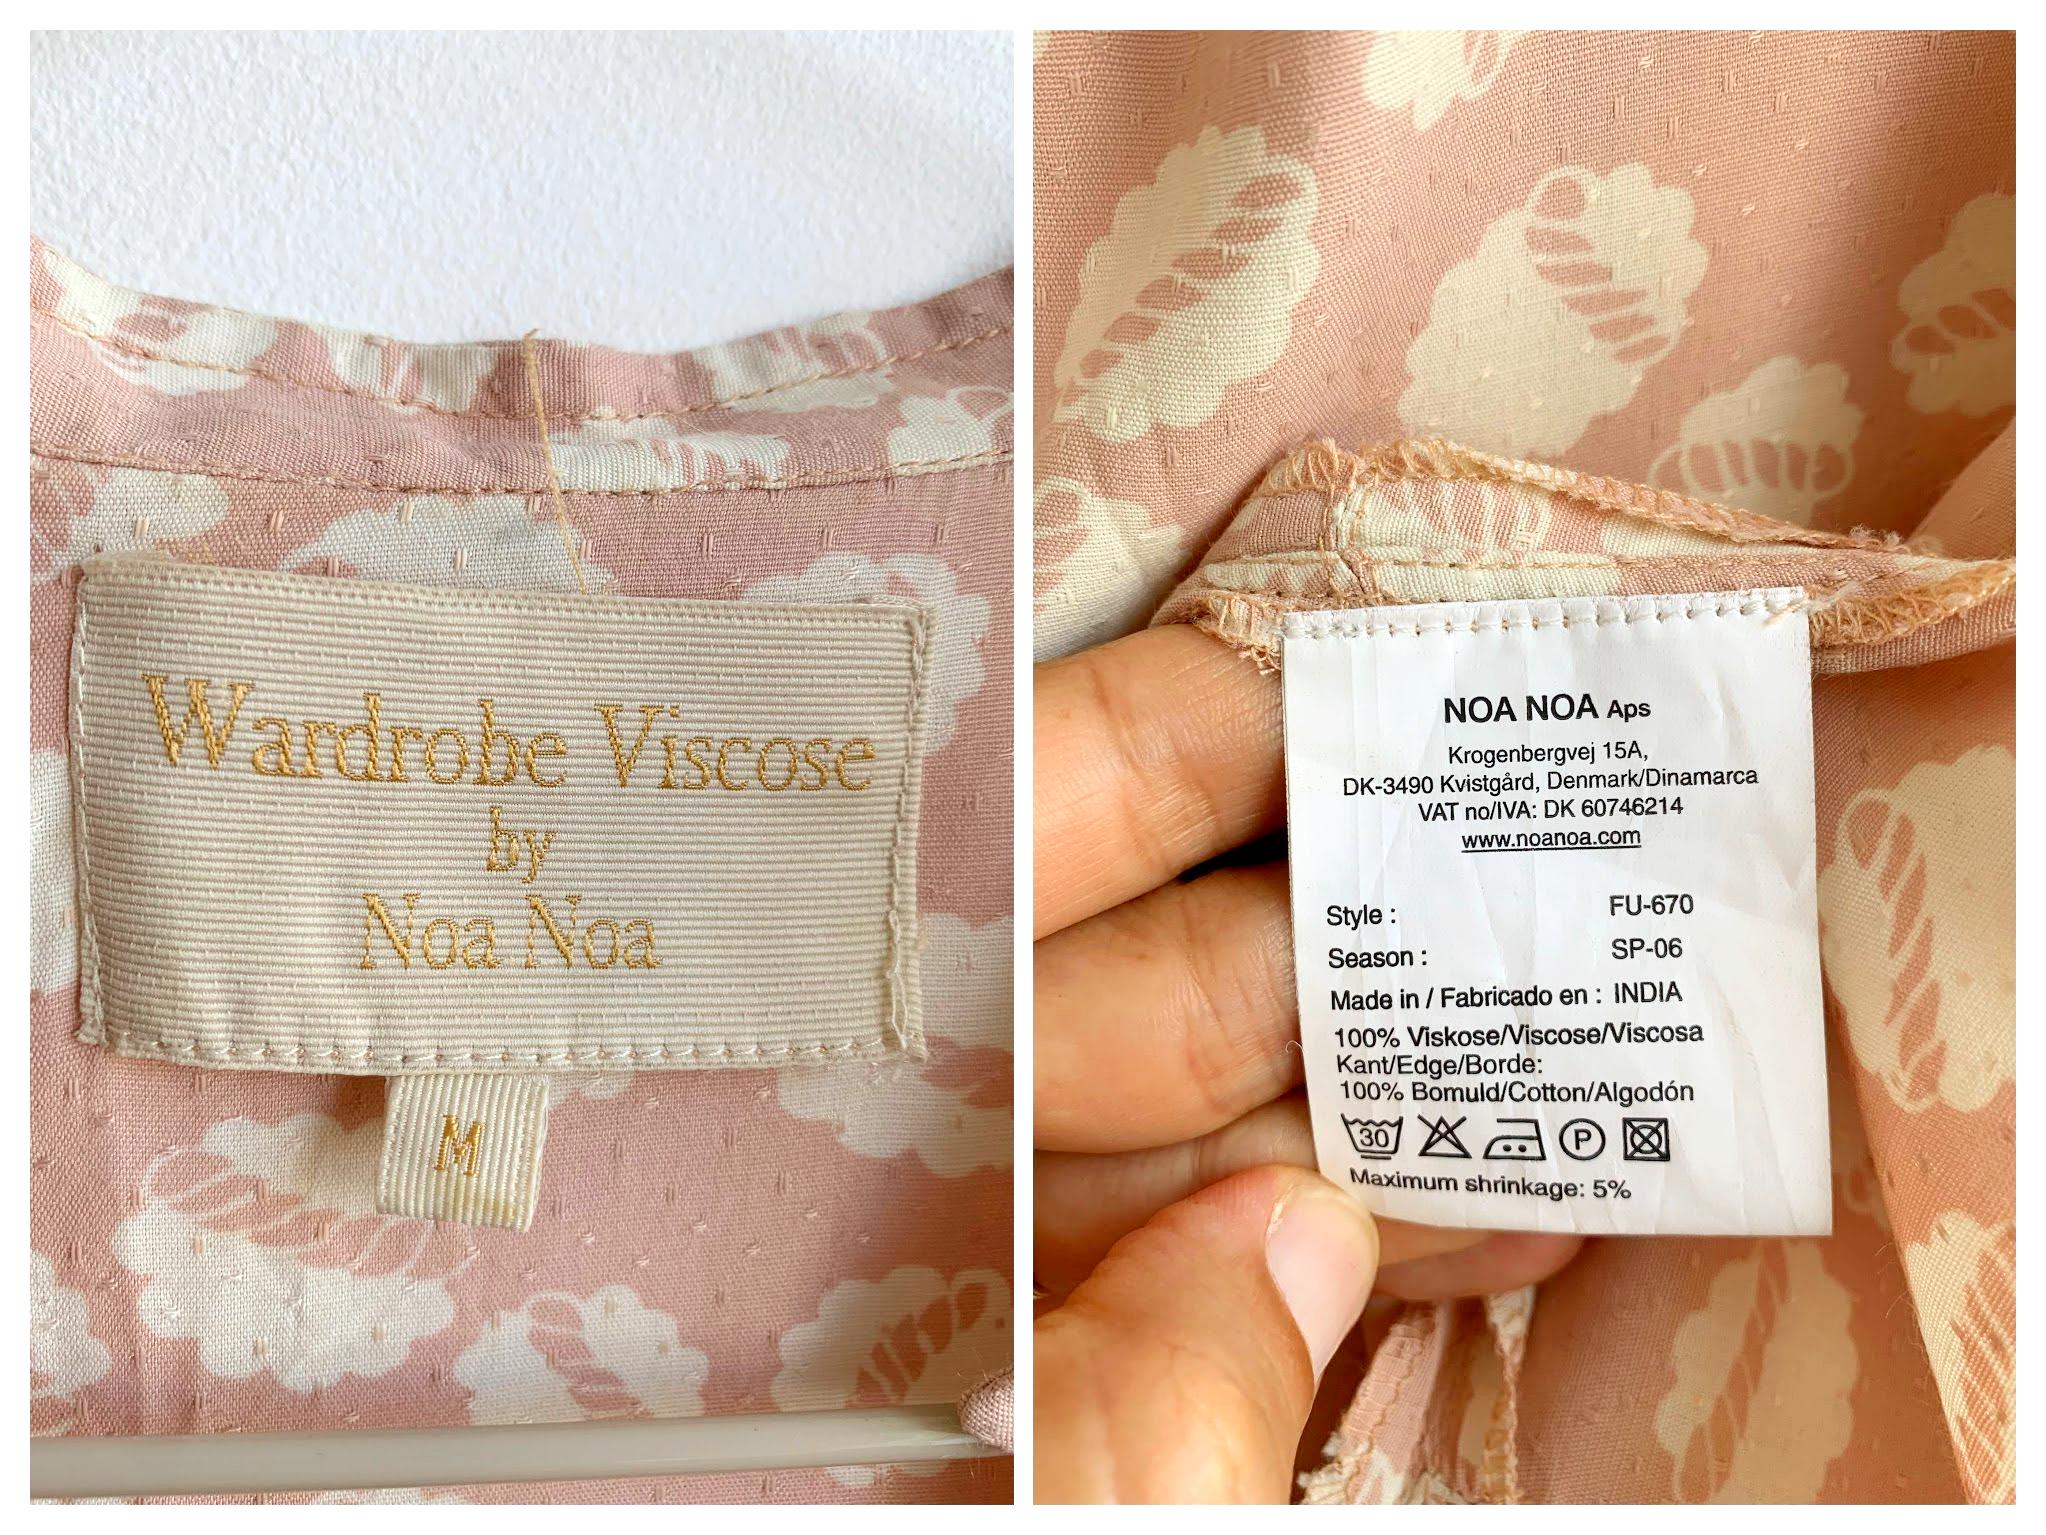 Wardrobe Viscose
by
Noa Noa
M
NOA NOA Aps
Krogenbergvej 15A,
DK-3490 Kvistgård, Denmark/Dinamarca
VAT no/IVA: DK 60746214
www.noanoa.com
Style : FU-670
Season : SP-06
Made in / Fabricado en : INDIA
100% Viskose/Viscose/Viscosa
Kant/Edge/Borde:
100% Bomuld/Cotton/Algodón
30 P
Maximum shrinkage: 5%